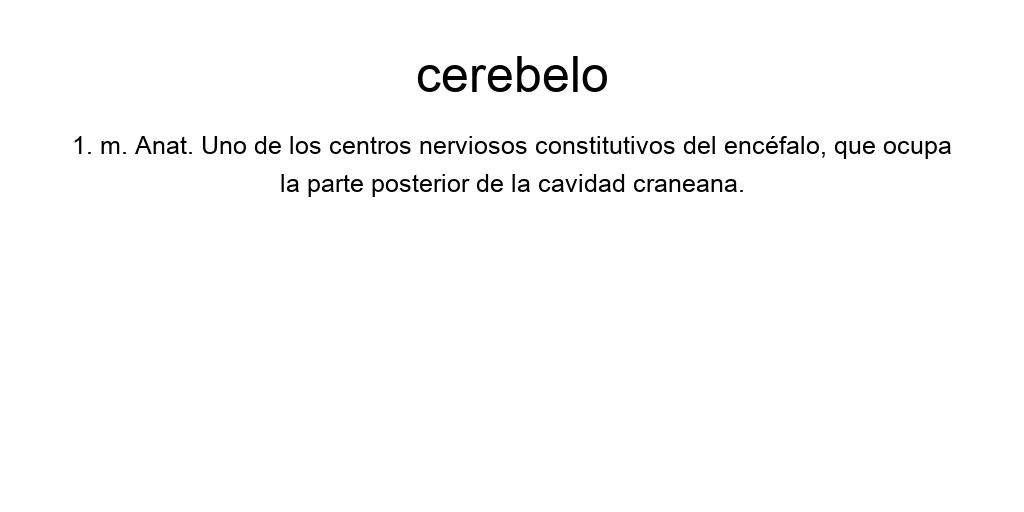 cerebelo
1. m. Anat. Uno de los centros nerviosos constitutivos del encéfalo, que ocupa
la parte posterior de la cavidad craneana.